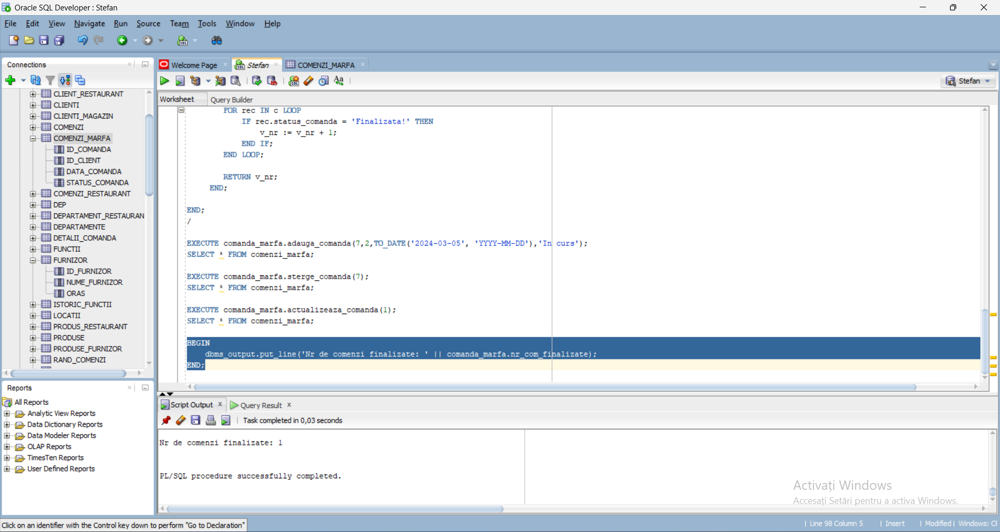 Oracle SQL Developer : Stefan
File Edit View Navigate Run Source Team Tools Window Help
Connections
Welcome Page
Stefan
COMENZI_MARFA
Stefan
Worksheet
Query Builder
CLIENT_RESTAURANT
CLIENTI
CLIENTI_MAGAZIN
COMENZI
COMENZI_MARFA
ID_COMANDA
ID_CLIENT
DATA_COMANDA
STATUS_COMANDA
COMENZI_RESTAURANT
DEP
DEPARTAMENT_RESTAURAN
DEPARTAMENTE
DETALII_COMANDA
FUNCTII
FURNIZOR
ID_FURNIZOR
NUME_FURNIZOR
ORAS
ISTORIC_FUNCTII
LOCATII
PRODUS_RESTAURANT
PRODUSE
PRODUSE_FURNIZOR
RAND_COMENZI
FOR rec IN c LOOP
IF rec.status_comanda = 'Finalizata!' THEN
v_nr := v_nr + 1;
END IF;
END LOOP;
RETURN v_nr;
END;
END;
/
EXECUTE comanda_marfa.adauga_comanda(7,2,TO_DATE('2024-03-05', 'YYYY-MM-DD'),'In curs');
SELECT * FROM comenzi_marfa;
EXECUTE comanda_marfa.sterge_comanda(7);
SELECT * FROM comenzi_marfa;
EXECUTE comanda_marfa.actualizeaza_comanda(1);
SELECT * FROM comenzi_marfa;
BEGIN
dbms_output.put_line('Nr de comenzi finalizate: ' || comanda_marfa.nr_com_finalizate);
END;
Reports
All Reports
Analytic View Reports
Data Dictionary Reports
Data Modeler Reports
OLAP Reports
TimesTen Reports
User Defined Reports
Script Output
Query Result
Task completed in 0,03 seconds
Nr de comenzi finalizate: 1
PL/SQL procedure successfully completed.
Activați Windows
Accesați Setări pentru a activa Windows.
Click on an identifier with the Control key down to perform "Go to Declaration"
Line 98 Column 5
Insert
Modified
Windows: CF